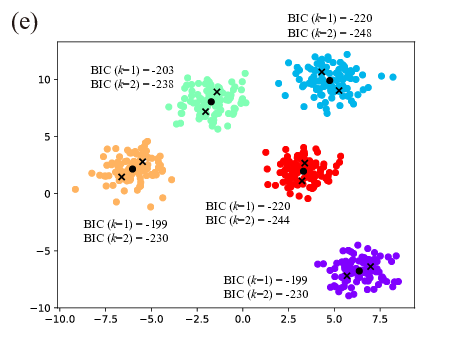 (e)
BIC (k=1) = -220
BIC (k=2) = -248
BIC (k=1) = -203
BIC (k=2) = -238
BIC (k=1) = -220
BIC (k=2) = -244
BIC (k=1) = -199
BIC (k=2) = -230
BIC (k=1) = -199
BIC (k=2) = -230
10
5
0
−5
−10
−10.0 −7.5 −5.0 −2.5 0.0 2.5 5.0 7.5